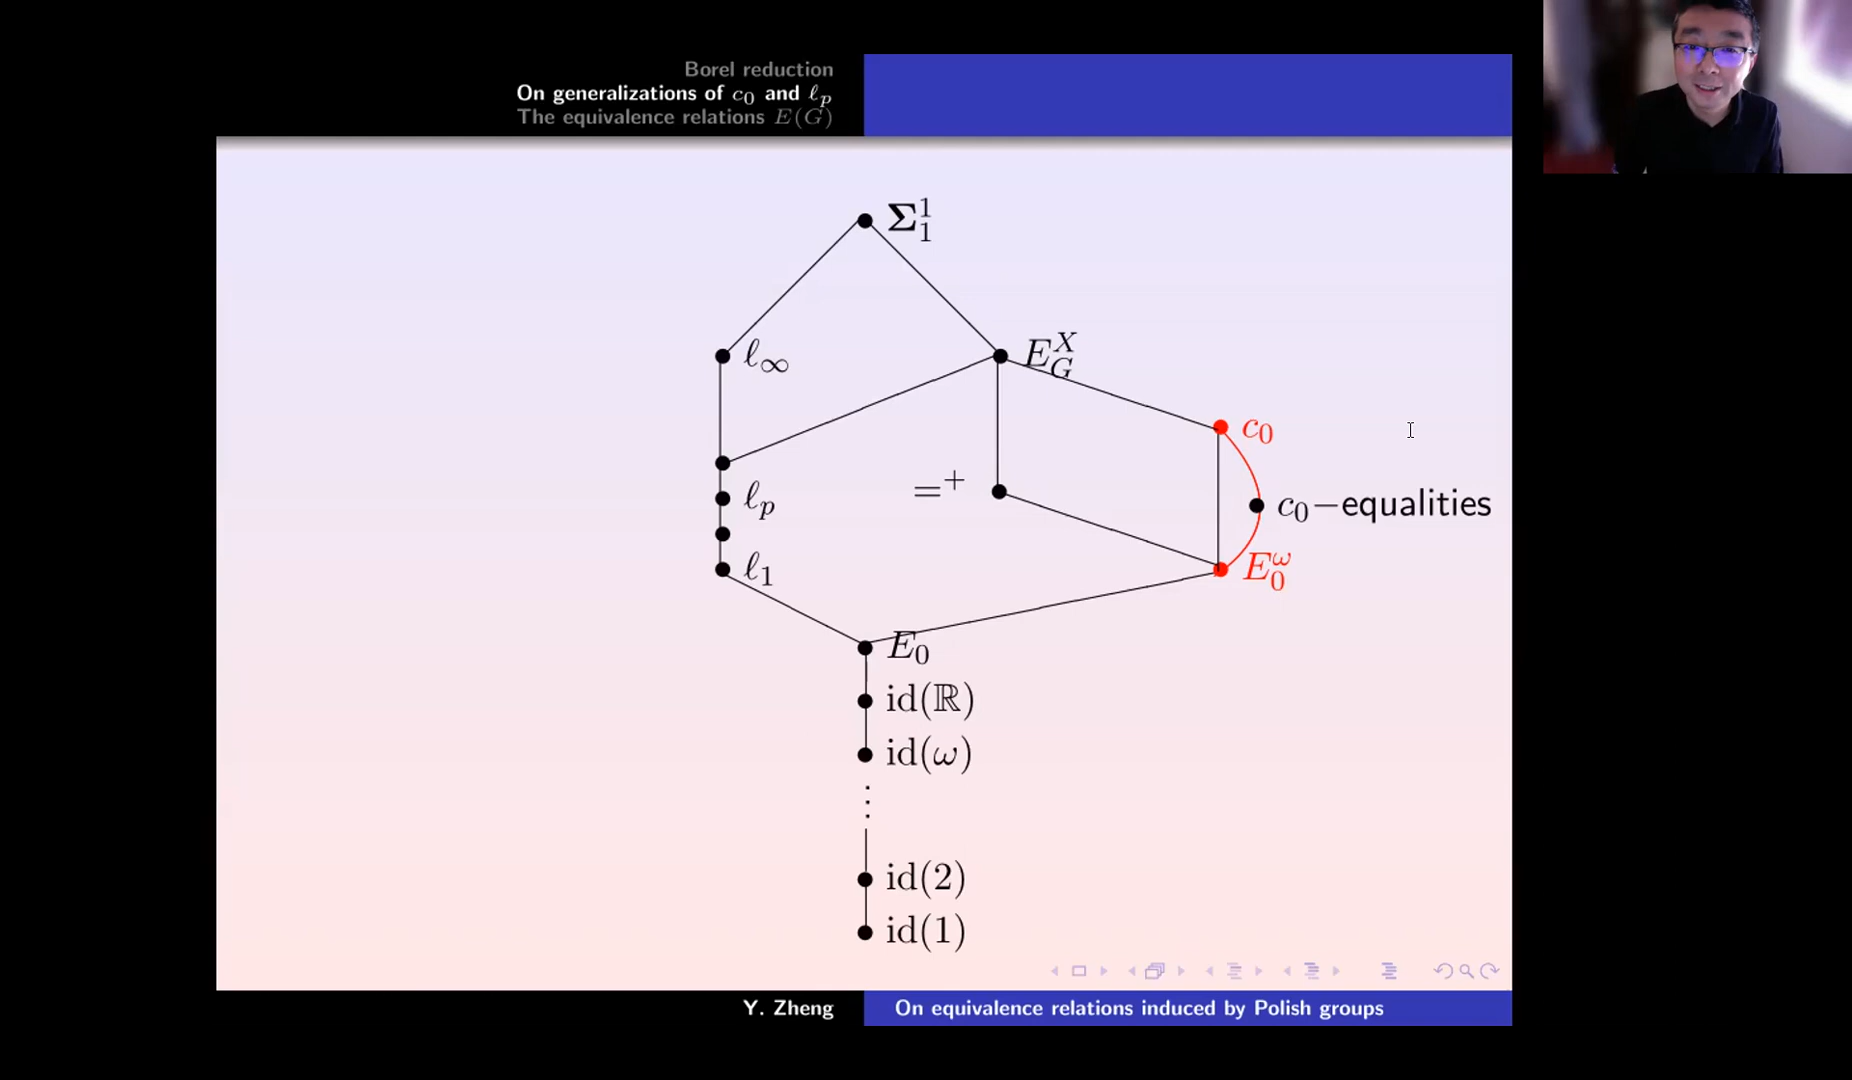 Borel reduction
On generalizations of c₀ and ℓₚ
The equivalence relations E(G)
Σ¹₁
ℓ∞
E_G^X
c₀
=⁺
ℓₚ
c₀−equalities
ℓ₁
E₀^ω
E₀
id(ℝ)
id(ω)
⋮
id(2)
id(1)
Y. Zheng
On equivalence relations induced by Polish groups